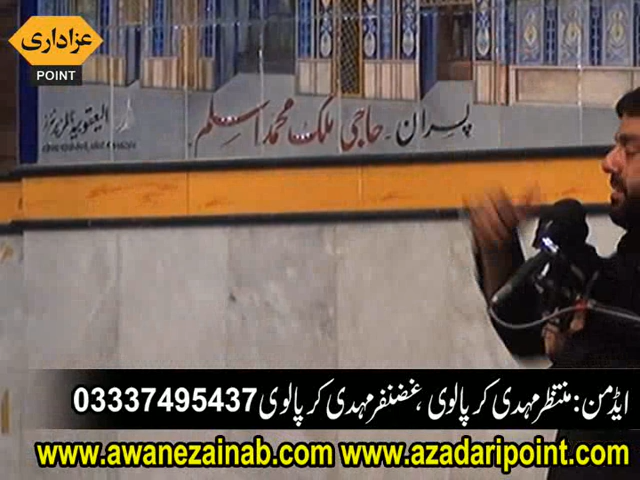 عزاداری
POINT
پسران ۔ حاجی ملک محمد اسلم
ایڈمن: منتظر مہدی کرپالوی، غضنفر مہدی کرپالوی 03337495437
www.awanezainab.com www.azadaripoint.com